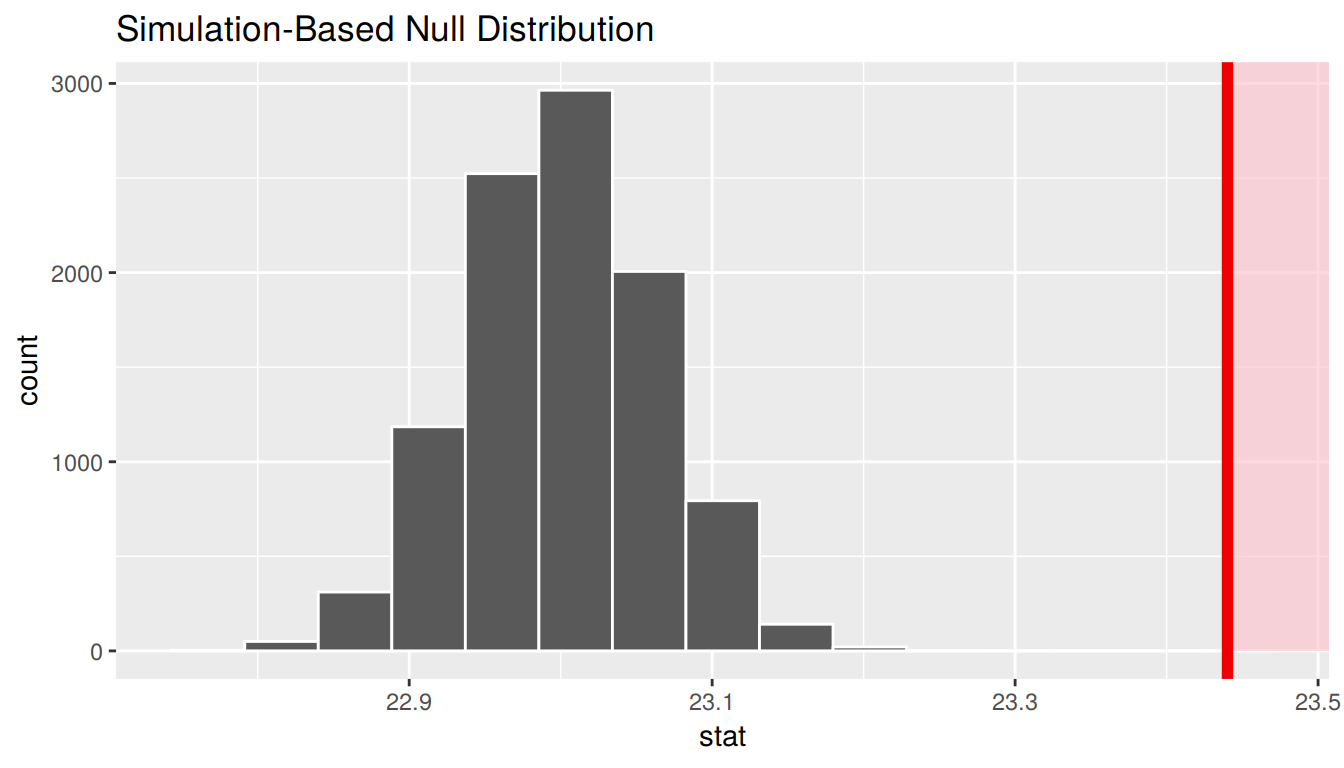 Simulation-Based Null Distribution
3000
2000
1000
0
count
22.9 23.1 23.3 23.5
stat